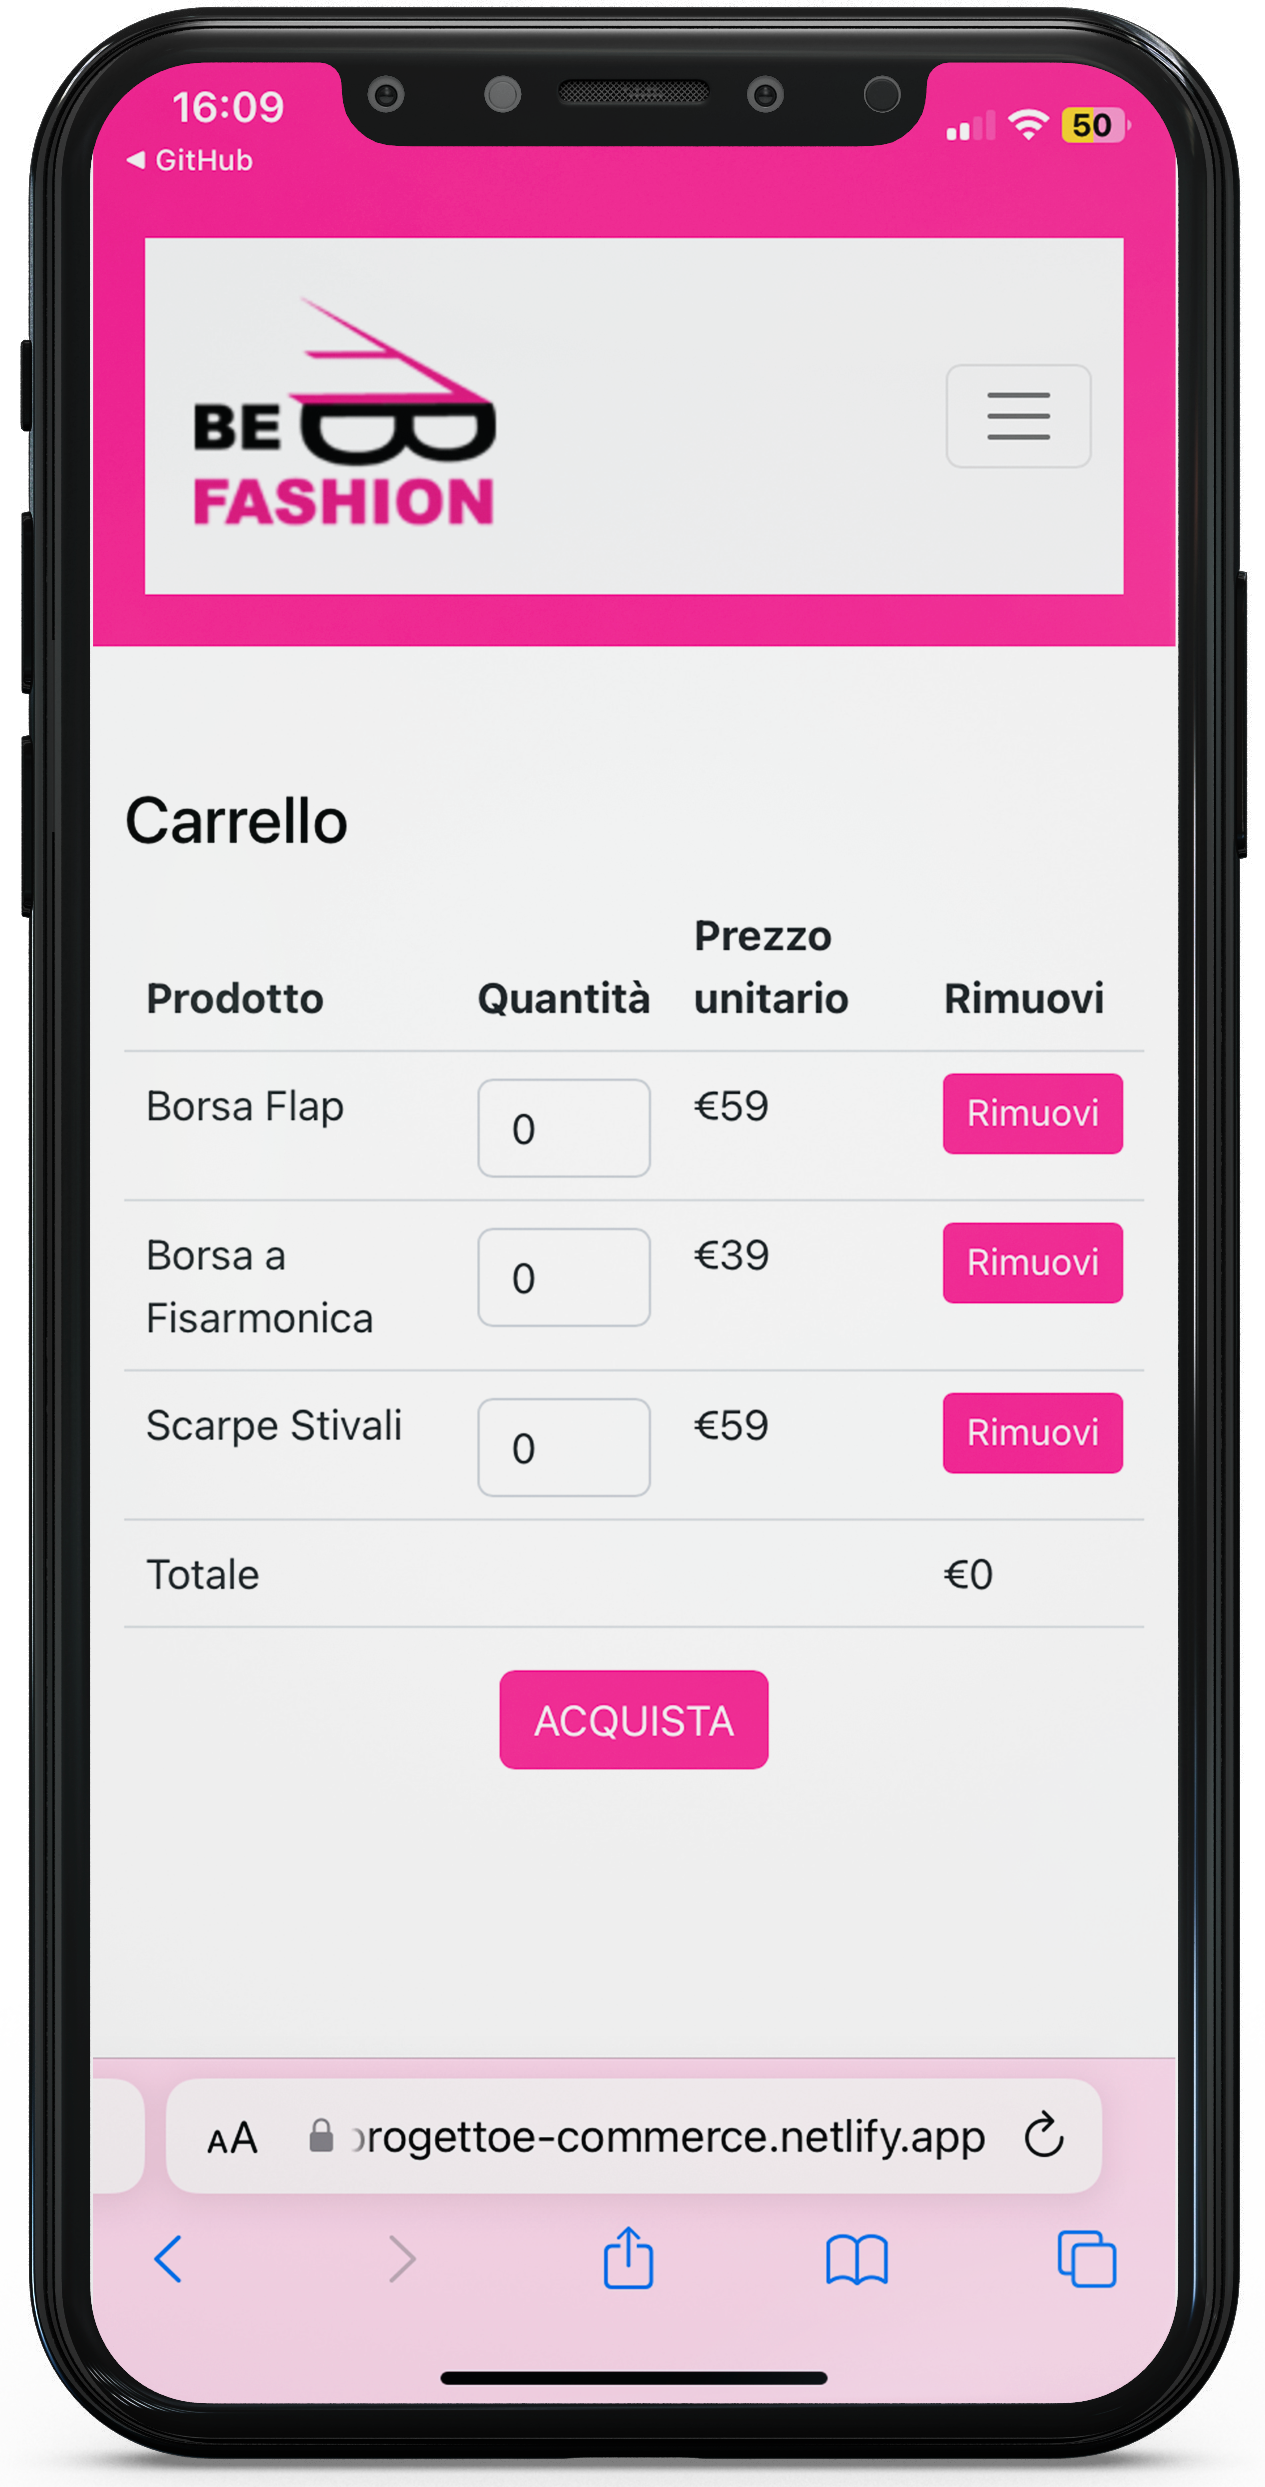 16:09
50
◀ GitHub
BE B
FASHION
Carrello
Prodotto Quantità Prezzo unitario Rimuovi
Borsa Flap 0 €59 Rimuovi
Borsa a Fisarmonica 0 €39 Rimuovi
Scarpe Stivali 0 €59 Rimuovi
Totale €0
ACQUISTA
AA rogettoe-commerce.netlify.app